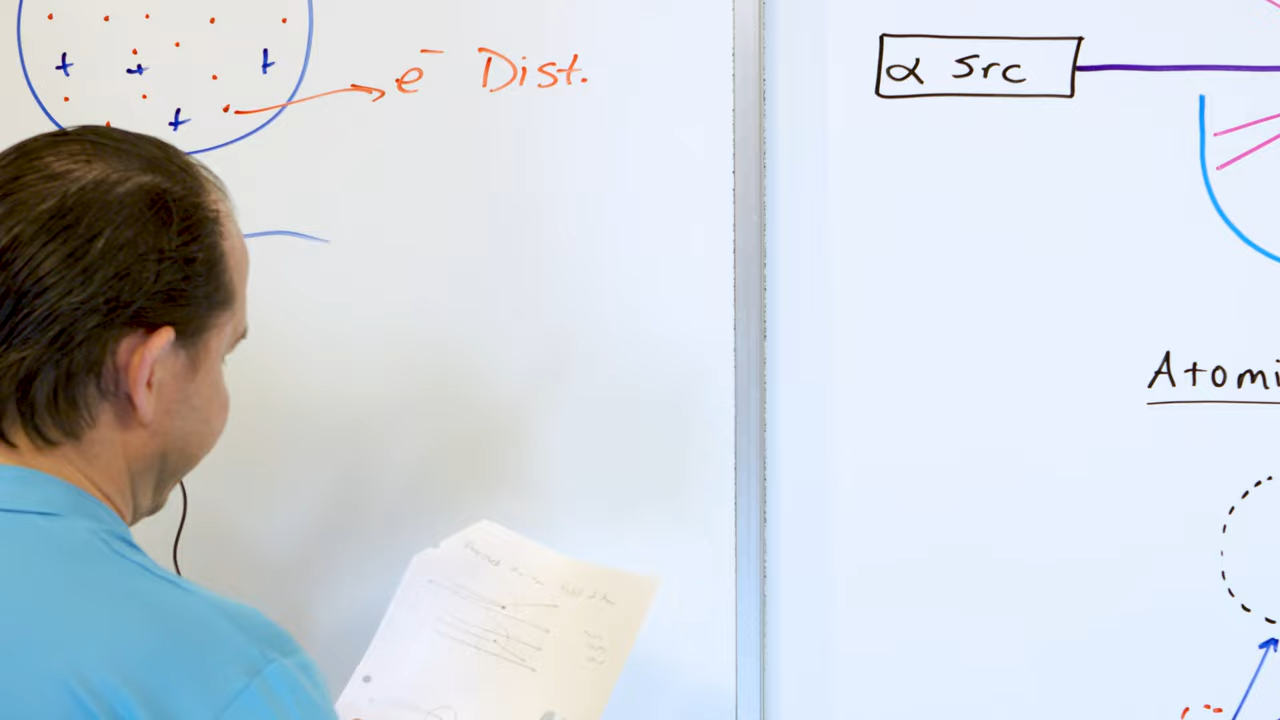 e⁻ Dist.
α Src
Atomi